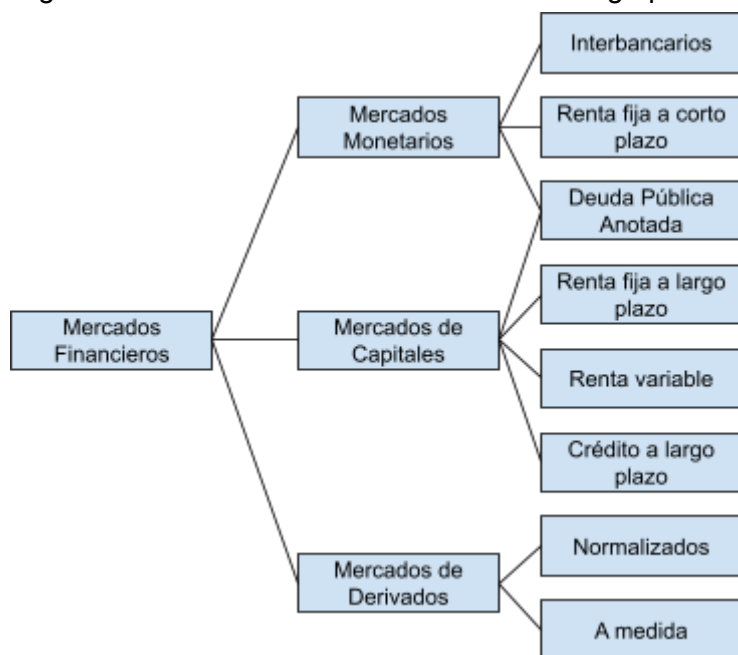 Interbancarios
Mercados
Monetarios
Renta fija a corto
plazo
Deuda Pública
Anotada
Renta fija a largo
plazo
Mercados
Financieros
Mercados de
Capitales
Renta variable
Crédito a largo
plazo
Normalizados
Mercados de
Derivados
A medida